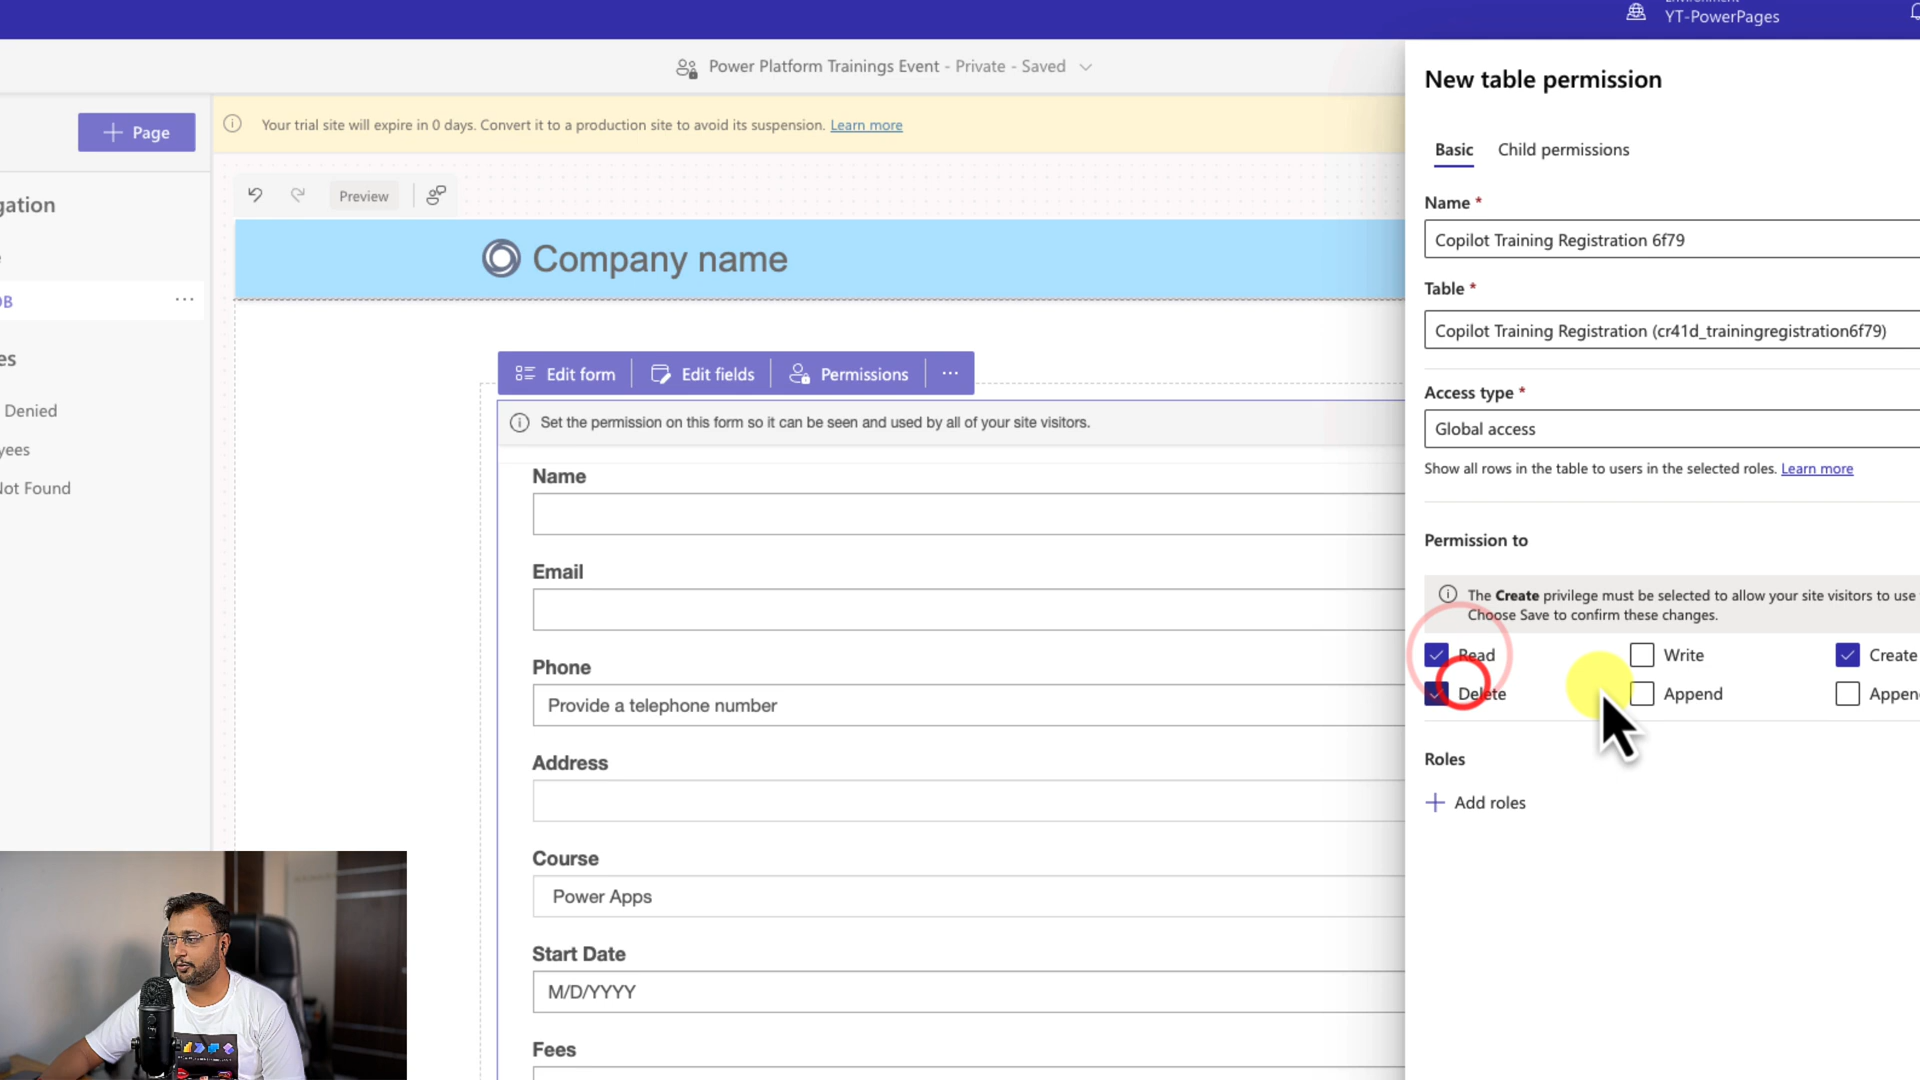 YT-PowerPages
Power Platform Trainings Event - Private - Saved
New table permission
Page
Your trial site will expire in 0 days. Convert it to a production site to avoid its suspension. Learn more
Basic
Child permissions
Preview
gation
Name *
Copilot Training Registration 6f79
Company name
Table *
OB
...
Copilot Training Registration (cr41d_trainingregistration6f79)
es
Edit form
Edit fields
Permissions
...
Access type *
Denied
Set the permission on this form so it can be seen and used by all of your site visitors.
Global access
yees
Name
Show all rows in the table to users in the selected roles. Learn more
Not Found
Permission to
Email
The Create privilege must be selected to allow your site visitors to use
Choose Save to confirm these changes.
Read
Write
Create
Phone
Delete
Append
Appen
Provide a telephone number
Address
Roles
Add roles
Course
Power Apps
Start Date
M/D/YYYY
Fees